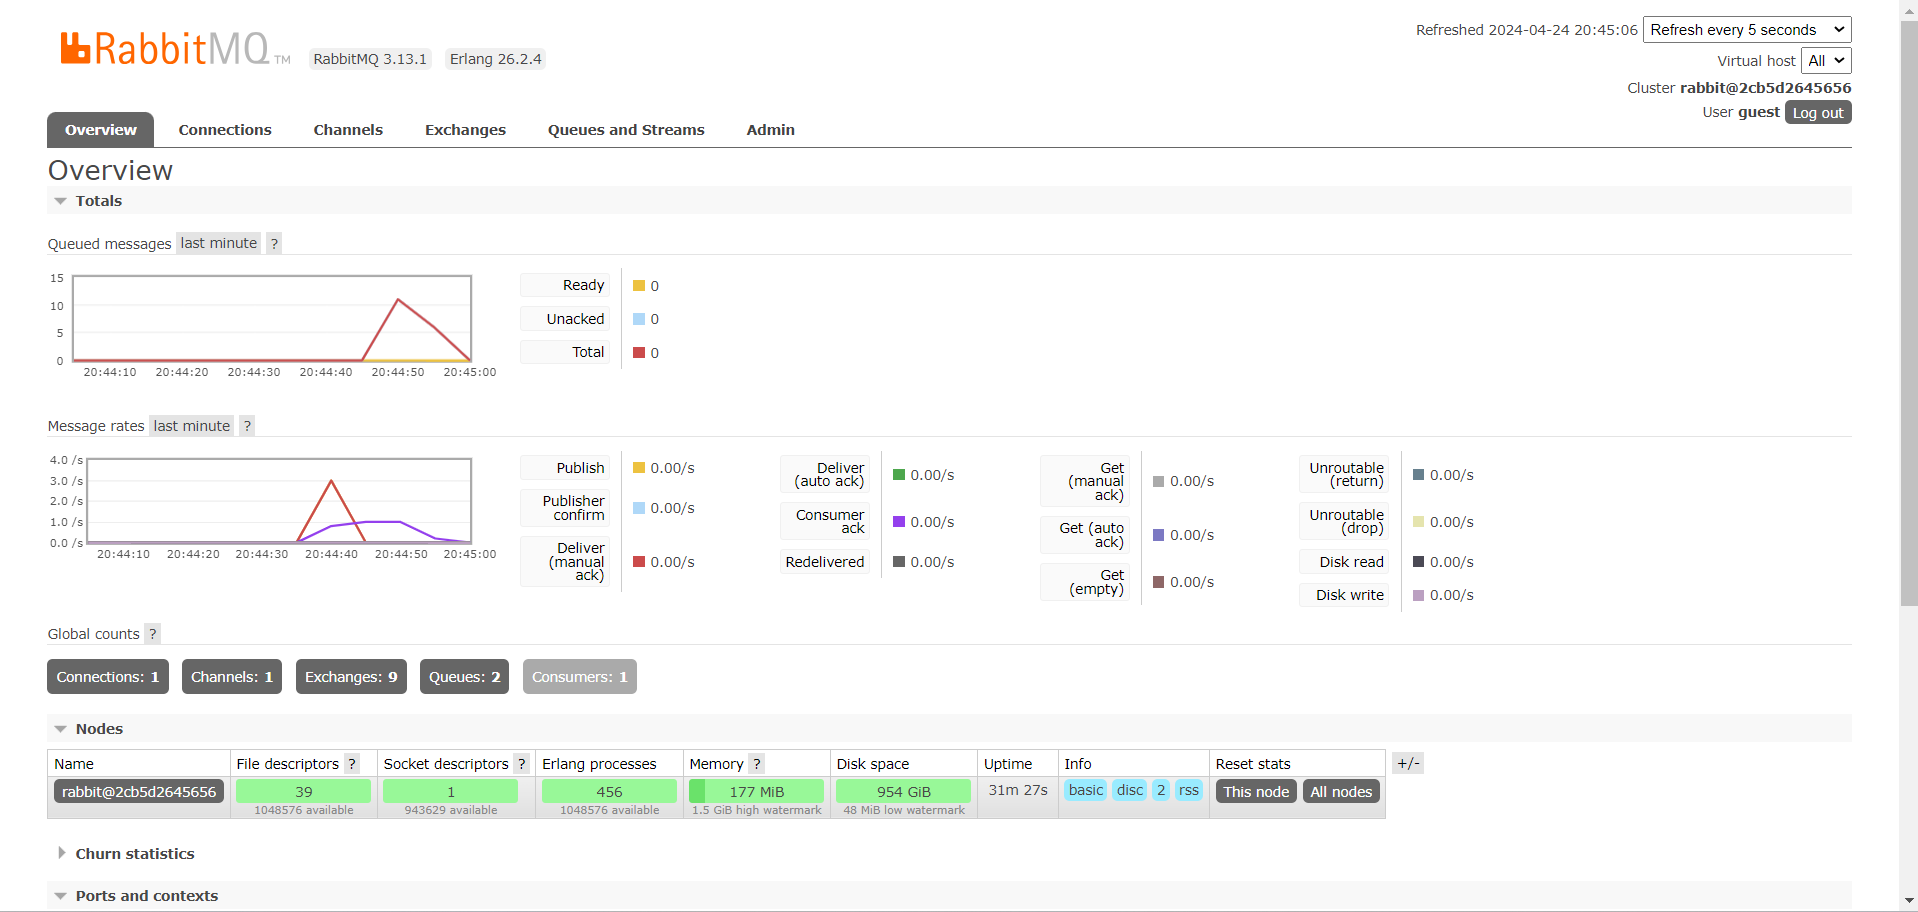 Refreshed 2024-04-24 20:45:06 Refresh every 5 seconds
RabbitMQ TM RabbitMQ 3.13.1 Erlang 26.2.4
Virtual host All
Cluster rabbit@2cb5d2645656
User guest Log out
Overview Connections Channels Exchanges Queues and Streams Admin
Overview
Totals
Queued messages last minute ?
15
10
5
0
20:44:10 20:44:20 20:44:30 20:44:40 20:44:50 20:45:00
Ready 0
Unacked 0
Total 0
Message rates last minute ?
4.0 /s
3.0 /s
2.0 /s
1.0 /s
0.0 /s
20:44:10 20:44:20 20:44:30 20:44:40 20:44:50 20:45:00
Publish 0.00/s
Publisher
confirm 0.00/s
Deliver
(manual
ack) 0.00/s
Deliver
(auto ack) 0.00/s
Consumer
ack 0.00/s
Redelivered 0.00/s
Get
(manual
ack) 0.00/s
Get (auto
ack) 0.00/s
Get
(empty) 0.00/s
Unroutable
(return) 0.00/s
Unroutable
(drop) 0.00/s
Disk read 0.00/s
Disk write 0.00/s
Global counts ?
Connections: 1 Channels: 1 Exchanges: 9 Queues: 2 Consumers: 1
Nodes
Name File descriptors ? Socket descriptors ? Erlang processes Memory ? Disk space Uptime Info Reset stats +/-
rabbit@2cb5d2645656 39 1 456 177 MiB 954 GiB 31m 27s basic disc 2 rss This node All nodes
1048576 available 943629 available 1048576 available 1.5 GiB high watermark 48 MiB low watermark
Churn statistics
Ports and contexts